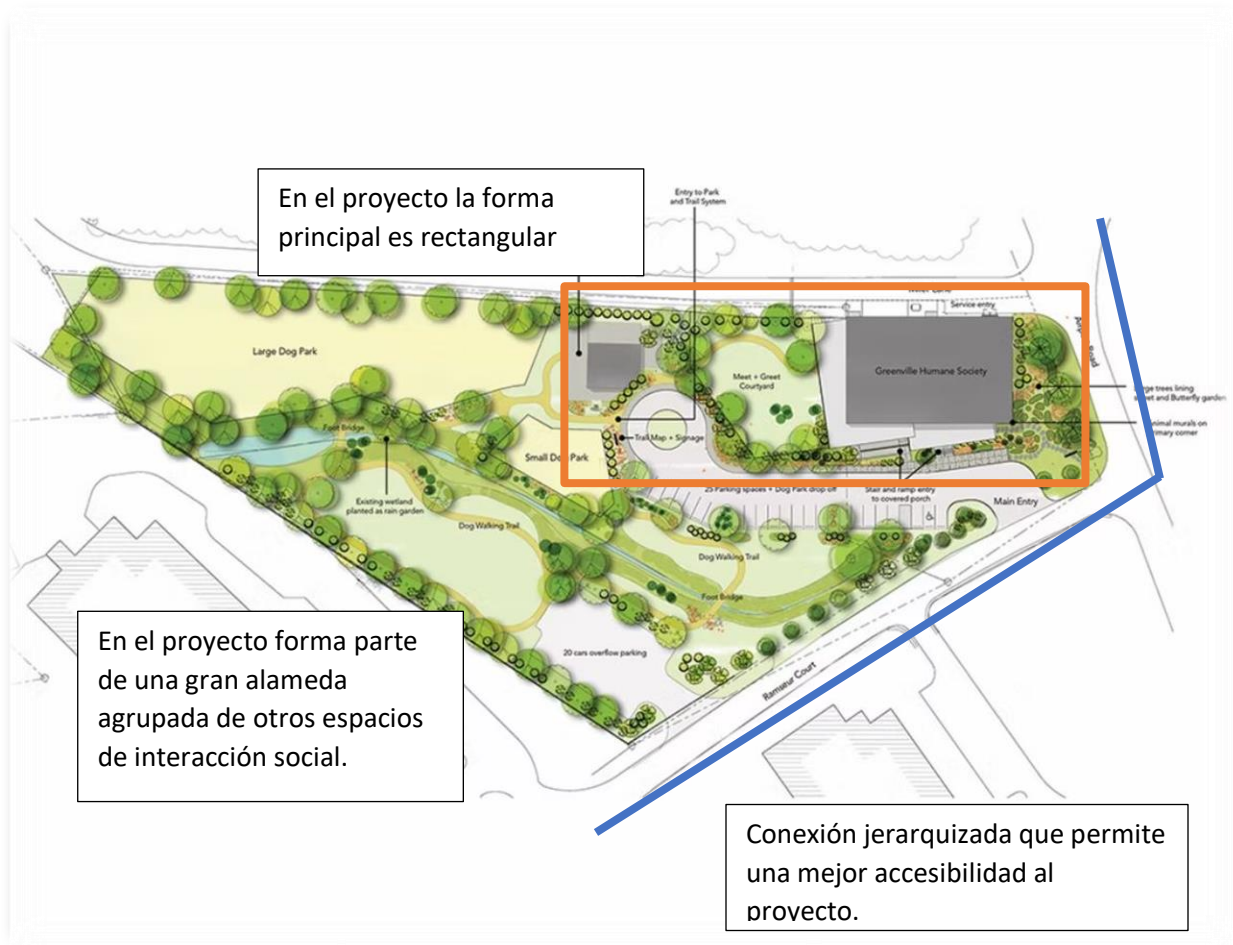 En el proyecto la forma
principal es rectangular
Entry to Park
and Trail System
Service entry
Road
Large Dog Park
Greenville Humane Society
Meet + Greet
Courtyard
trees lining
street and Butterfly garden
murals on
corner
Foot Bridge
Trail Map + Signage
Small Dog Park
25 Parking spaces + Dog Park drop off
Stair and ramp entry
to covered porch
Main Entry
Existing wetland
planted as rain garden
Dog Walking Trail
Dog Walking Trail
Foot Bridge
En el proyecto forma parte
de una gran alameda
agrupada de otros espacios
de interacción social.
20 cars overflow parking
Ramseur Court
Conexión jerarquizada que permite
una mejor accesibilidad al
proyecto.